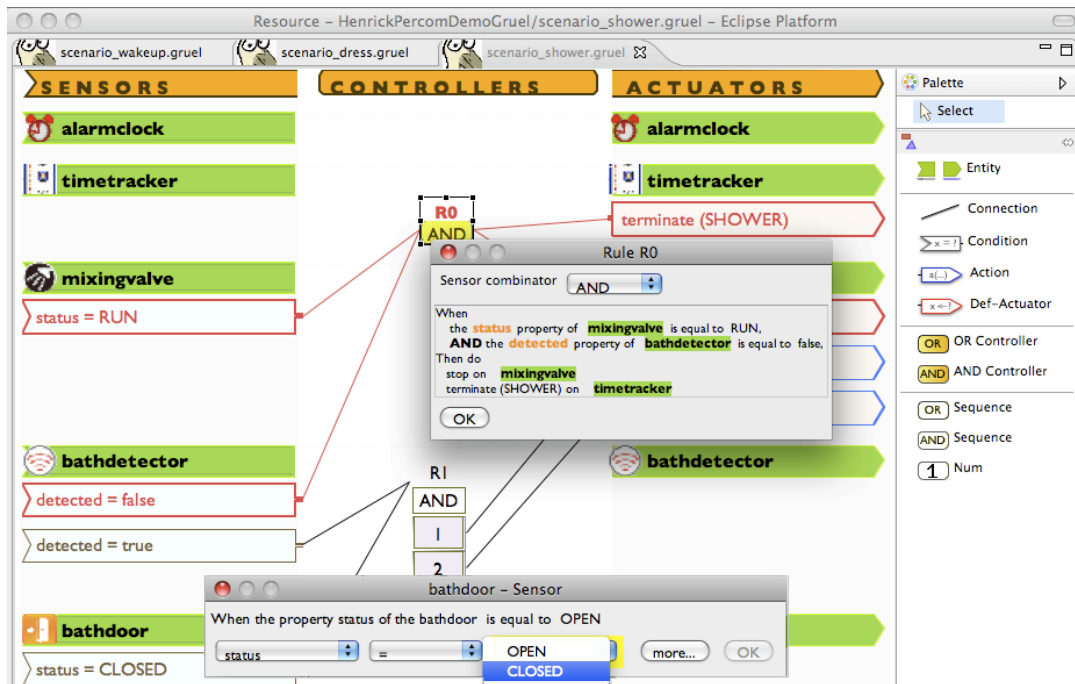 Resource – HenrickPercomDemoGruel/scenario_shower.gruel – Eclipse Platform
scenario_wakeup.gruel
scenario_dress.gruel
scenario_shower.gruel
SENSORS
CONTROLLERS
ACTUATORS
Palette
Select
alarmclock
alarmclock
timetracker
timetracker
Entity
R0
AND
terminate (SHOWER)
Connection
x = ?
Condition
a(...)
Action
Def-Actuator
OR
OR Controller
AND
AND Controller
OR
Sequence
AND
Sequence
1
Num
mixingvalve
status = RUN
Rule R0
Sensor combinator
AND
When
the status property of mixingvalve is equal to RUN,
AND the detected property of bathdetector is equal to false,
Then do
stop on mixingvalve
terminate (SHOWER) on timetracker
OK
bathdetector
bathdetector
detected = false
detected = true
R1
AND
1
2
bathdoor
status = CLOSED
bathdoor – Sensor
When the property status of the bathdoor is equal to OPEN
status
=
OPEN
CLOSED
more...
OK